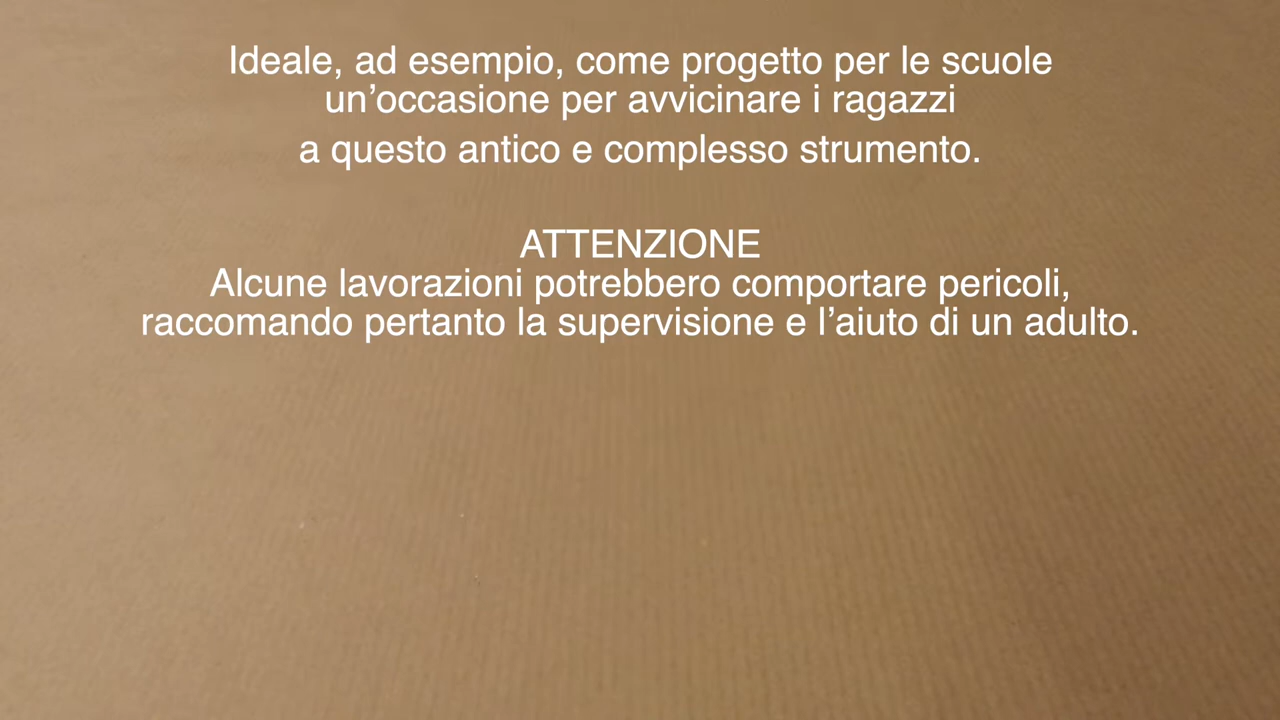 Ideale, ad esempio, come progetto per le scuole
un’occasione per avvicinare i ragazzi
a questo antico e complesso strumento.
ATTENZIONE
Alcune lavorazioni potrebbero comportare pericoli,
raccomando pertanto la supervisione e l’aiuto di un adulto.